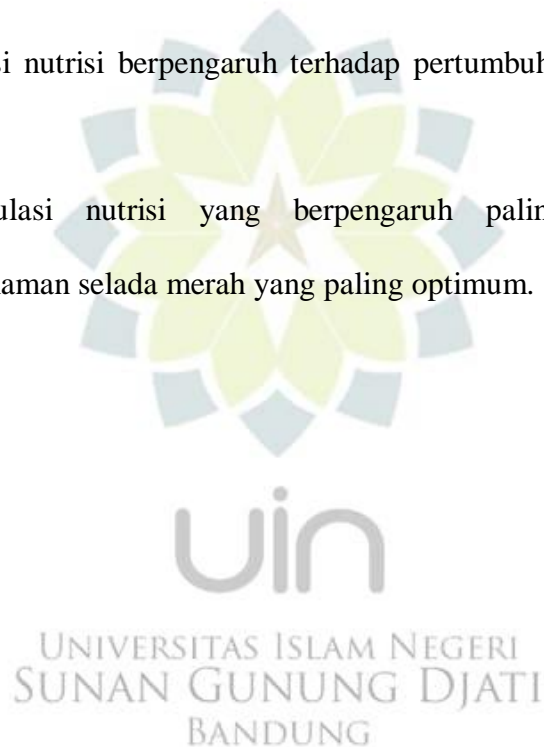 si nutrisi berpengaruh terhadap pertumbuh
ulasi nutrisi yang berpengaruh palin
aman selada merah yang paling optimum.
uin
UNIVERSITAS ISLAM NEGERI
SUNAN GUNUNG DJATI
BANDUNG